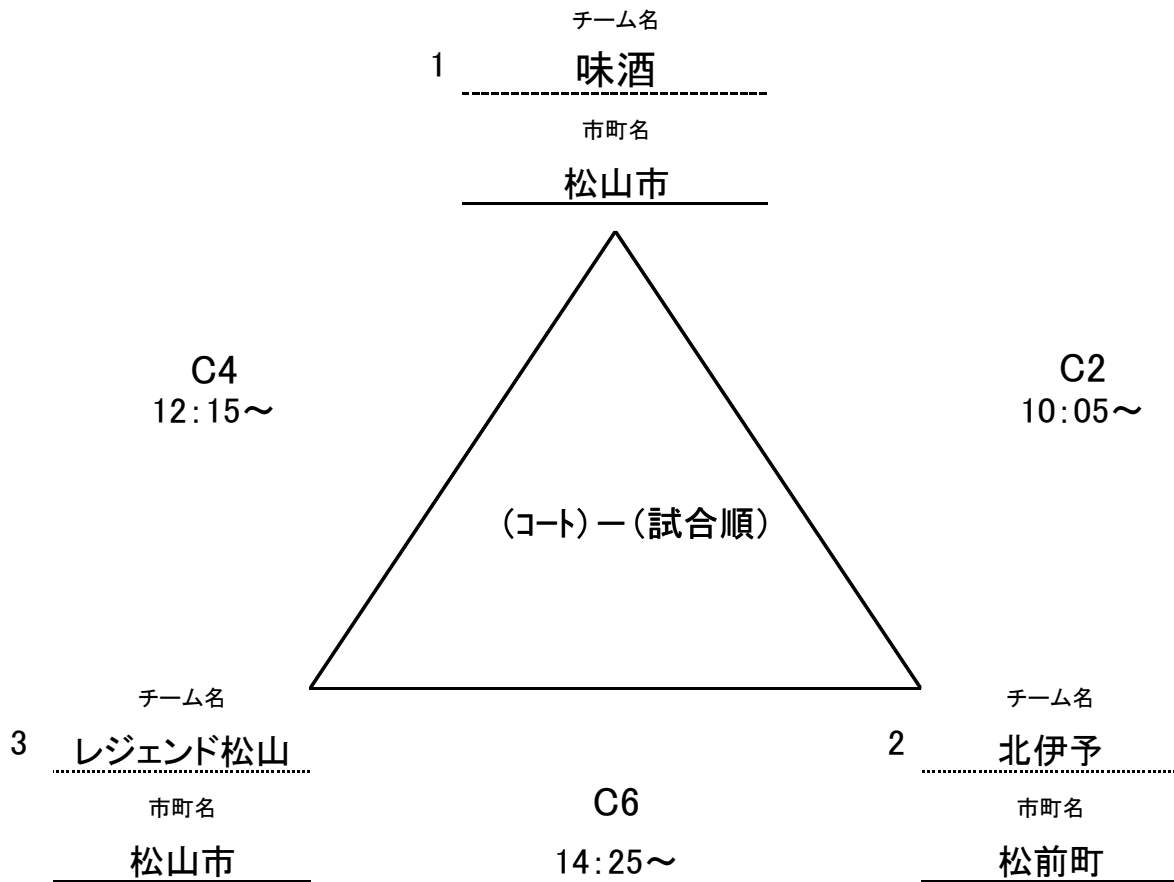 チーム名
1 味酒
市町名
松山市
C4
12:15～
C2
10:05～
(コート)－(試合順)
チーム名
3 レジェンド松山
市町名
松山市
C6
14:25～
チーム名
2 北伊予
市町名
松前町